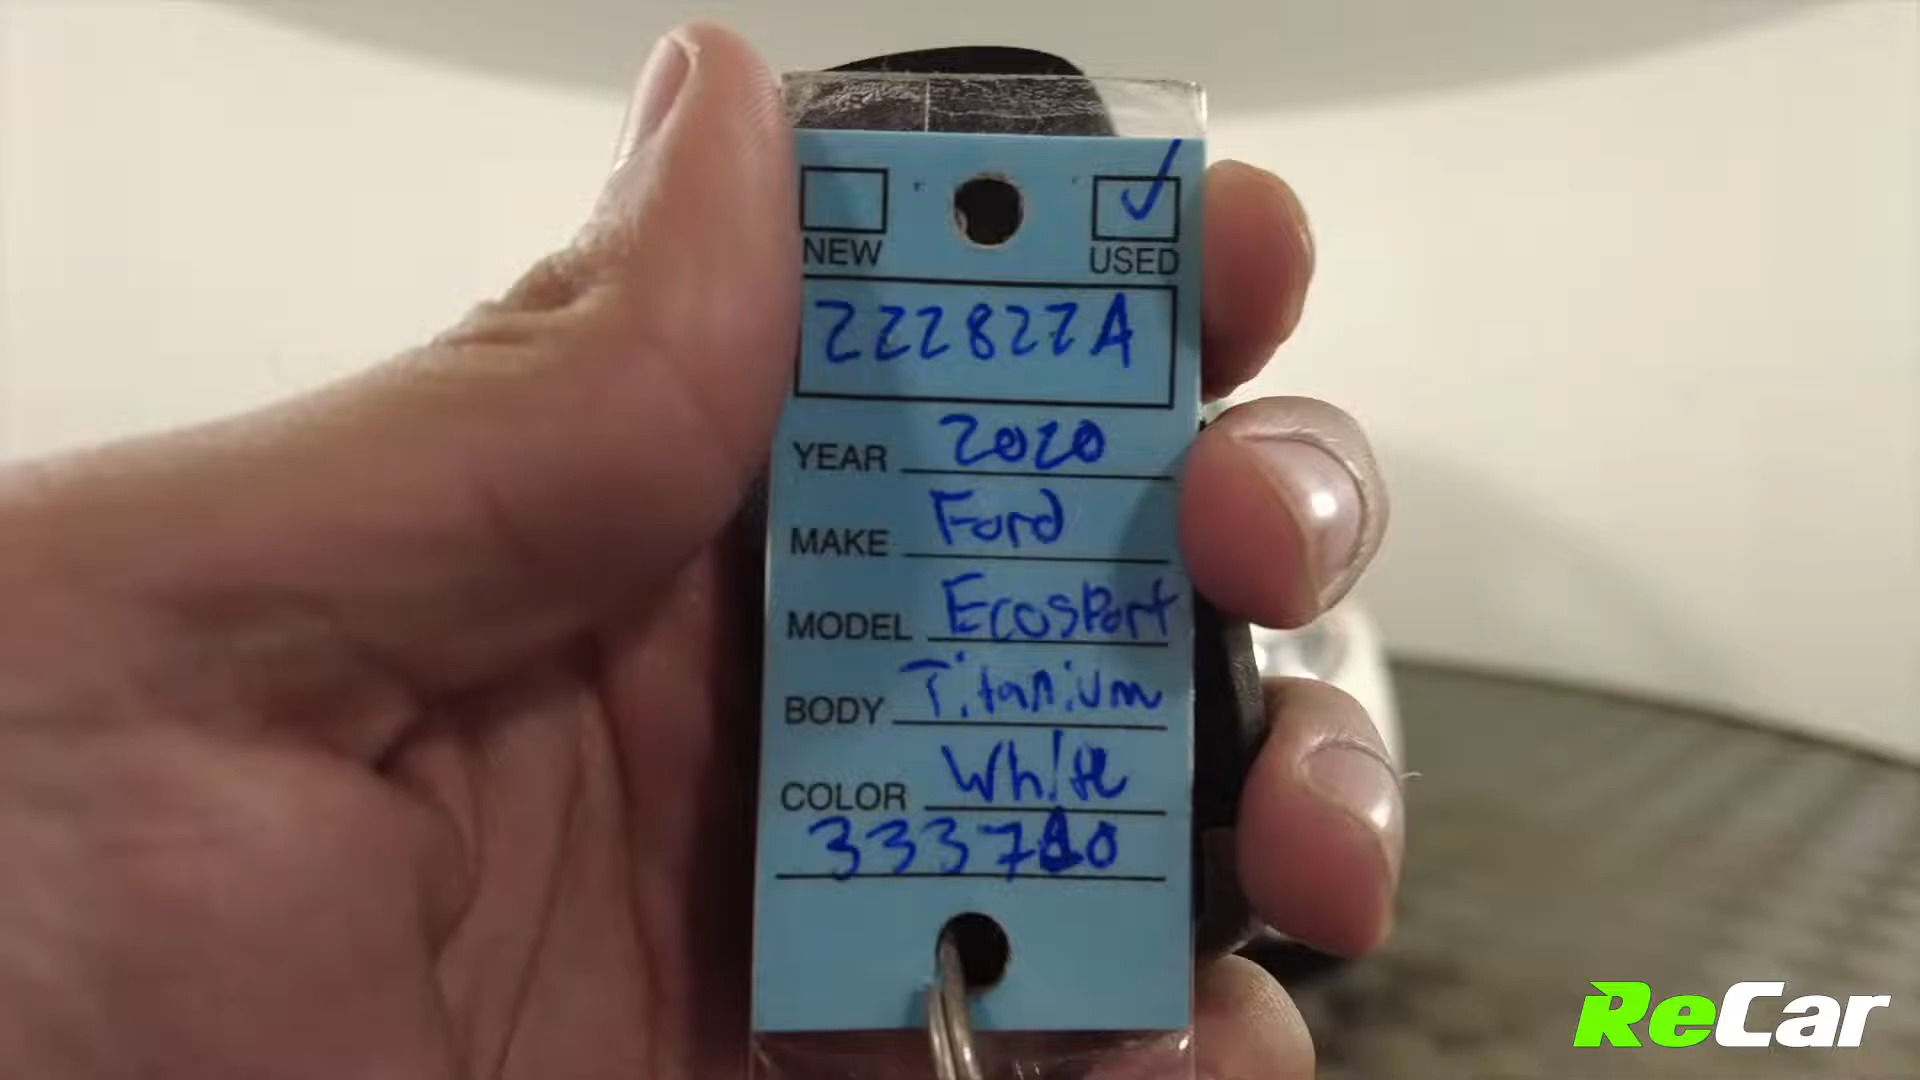 NEW USED
222822A
YEAR 2020
MAKE Ford
MODEL EcosPort
BODY Titanium
COLOR White
ReCar